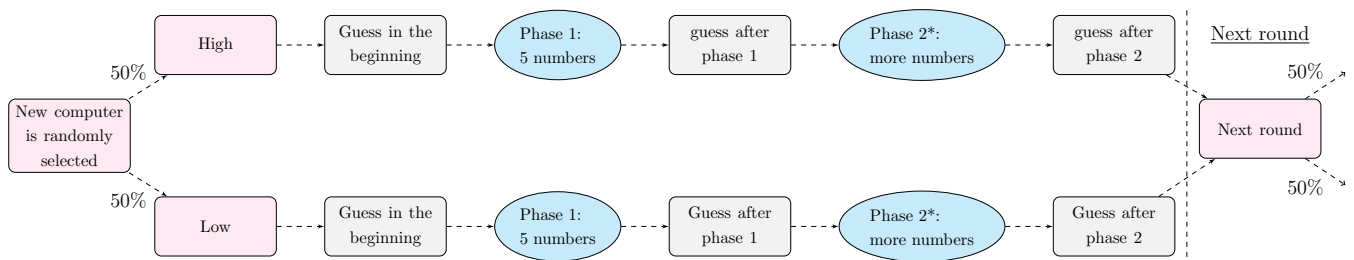 New computer
is randomly
selected
50%
50%
High
Guess in the
beginning
Phase 1:
5 numbers
guess after
phase 1
Phase 2*:
more numbers
guess after
phase 2
Low
Guess in the
beginning
Phase 1:
5 numbers
Guess after
phase 1
Phase 2*:
more numbers
Guess after
phase 2
Next round
Next round
50%
50%